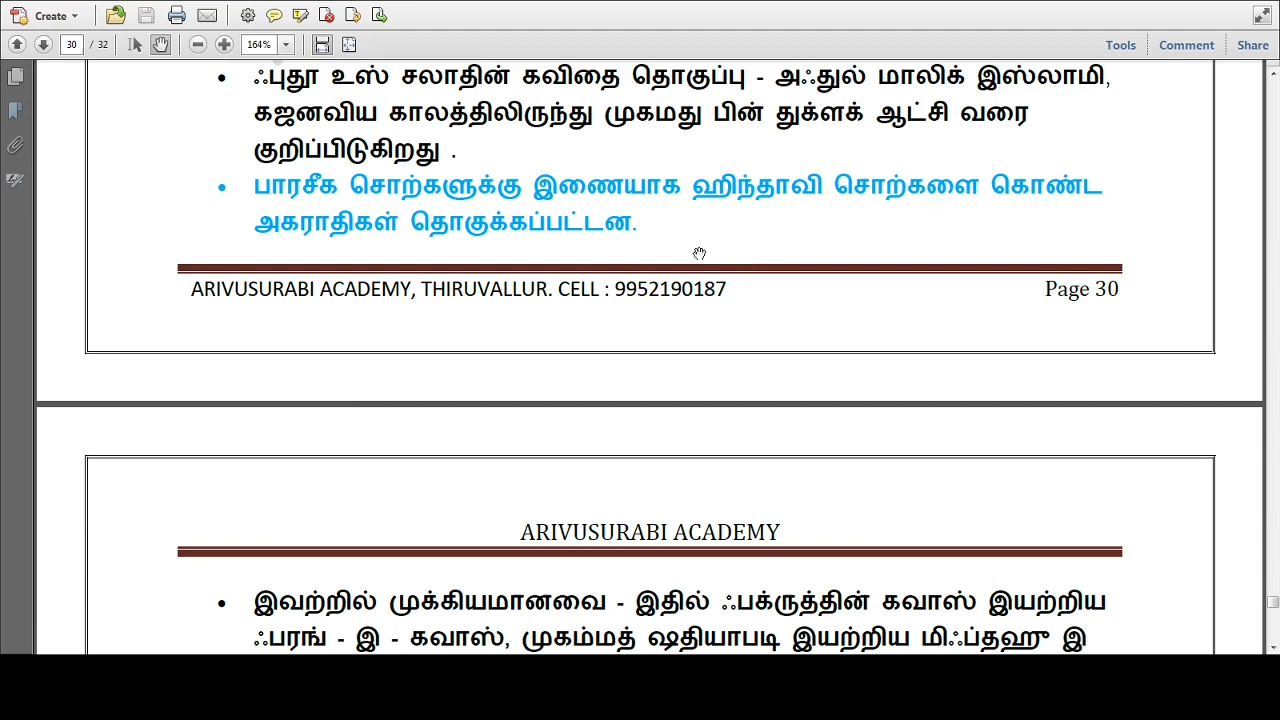 Create
30 / 32
164%
Tools Comment Share
• ஃபுதூ உஸ் சலாதின் கவிதை தொகுப்பு - அஃதுல் மாலிக் இஸ்லாமி,
கஜனவிய காலத்திலிருந்து முகமது பின் துக்ளக் ஆட்சி வரை
குறிப்பிடுகிறது .
• பாரசீக சொற்களுக்கு இணையாக ஹிந்தாவி சொற்களை கொண்ட
அகராதிகள் தொகுக்கப்பட்டன.
ARIVUSURABI ACADEMY, THIRUVALLUR. CELL : 9952190187 Page 30
ARIVUSURABI ACADEMY
• இவற்றில் முக்கியமானவை - இதில் ஃபக்ருத்தின் கவாஸ் இயற்றிய
ஃபரங் - இ - கவாஸ், முகம்மத் ஷதியாபடி இயற்றிய மிஃப்தஹு இ